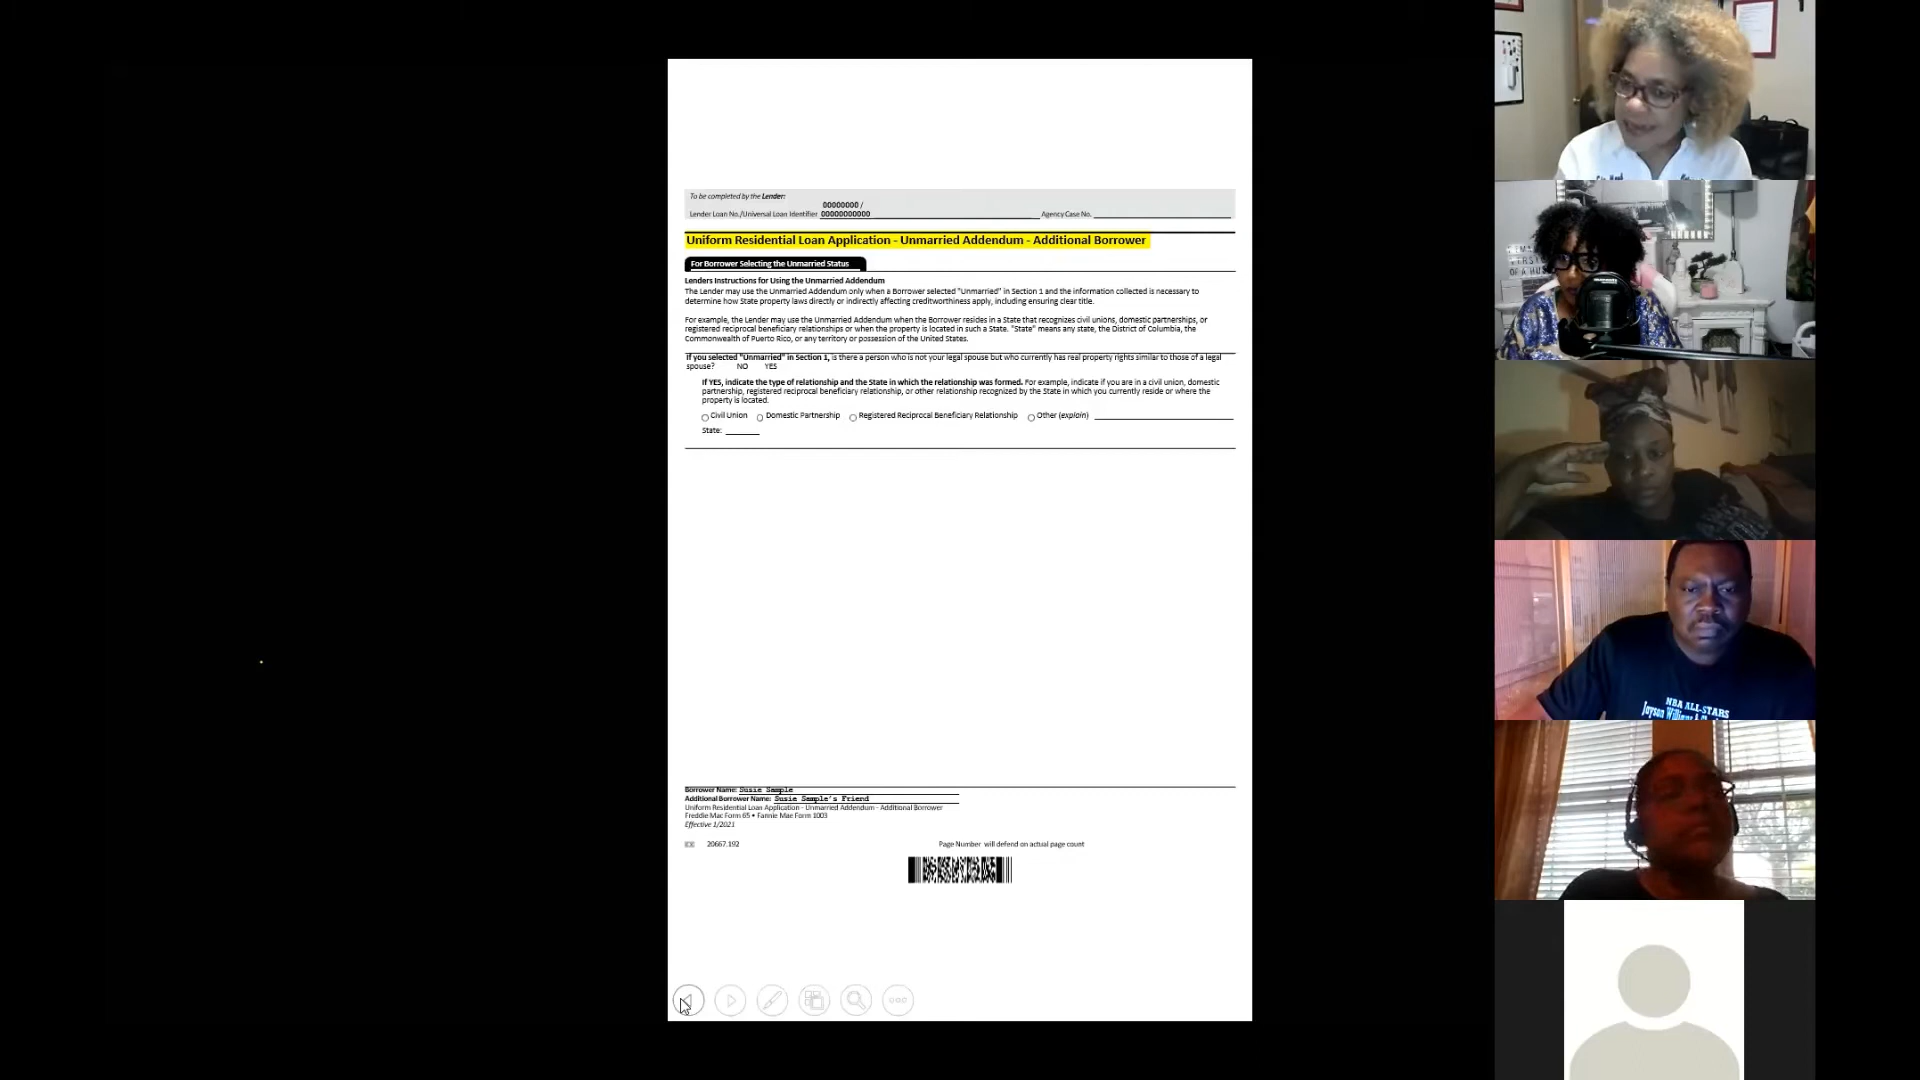 To be completed by the Lender:
00000000 /
Lender Loan No./Universal Loan Identifier 00000000000 Agency Case No.
Uniform Residential Loan Application - Unmarried Addendum - Additional Borrower
For Borrower Selecting the Unmarried Status
Lenders Instructions for Using the Unmarried Addendum
The Lender may use the Unmarried Addendum only when a Borrower selected "Unmarried" in Section 1 and the information collected is necessary to
determine how State property laws directly or indirectly affecting creditworthiness apply, including ensuring clear title.
For example, the Lender may use the Unmarried Addendum when the Borrower resides in a State that recognizes civil unions, domestic partnerships, or
registered reciprocal beneficiary relationships or when the property is located in such a State. "State" means any state, the District of Columbia, the
Commonwealth of Puerto Rico, or any territory or possession of the United States.
If you selected "Unmarried" in Section 1, is there a person who is not your legal spouse but who currently has real property rights similar to those of a legal
spouse? NO YES
If YES, indicate the type of relationship and the State in which the relationship was formed. For example, indicate if you are in a civil union, domestic
partnership, registered reciprocal beneficiary relationship, or other relationship recognized by the State in which you currently reside or where the
property is located.
Civil Union Domestic Partnership Registered Reciprocal Beneficiary Relationship Other (explain)
State:
Borrower Name: Susie Sample
Additional Borrower Name: Susie Sample's Friend
Uniform Residential Loan Application - Unmarried Addendum - Additional Borrower
Freddie Mac Form 65 • Fannie Mae Form 1003
Effective 1/2021
20667.192 Page Number will defend on actual page count
NBA ALL-STARS